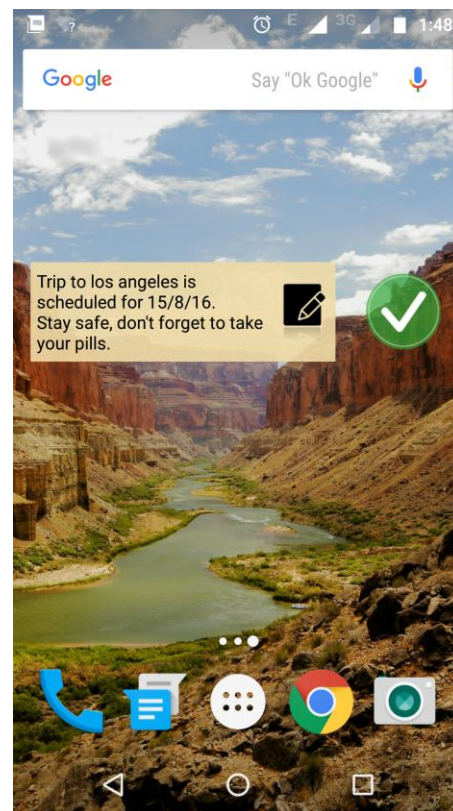 ? E 3G 1:48
Google Say "Ok Google"
Trip to los angeles is
scheduled for 15/8/16.
Stay safe, don't forget to take
your pills.